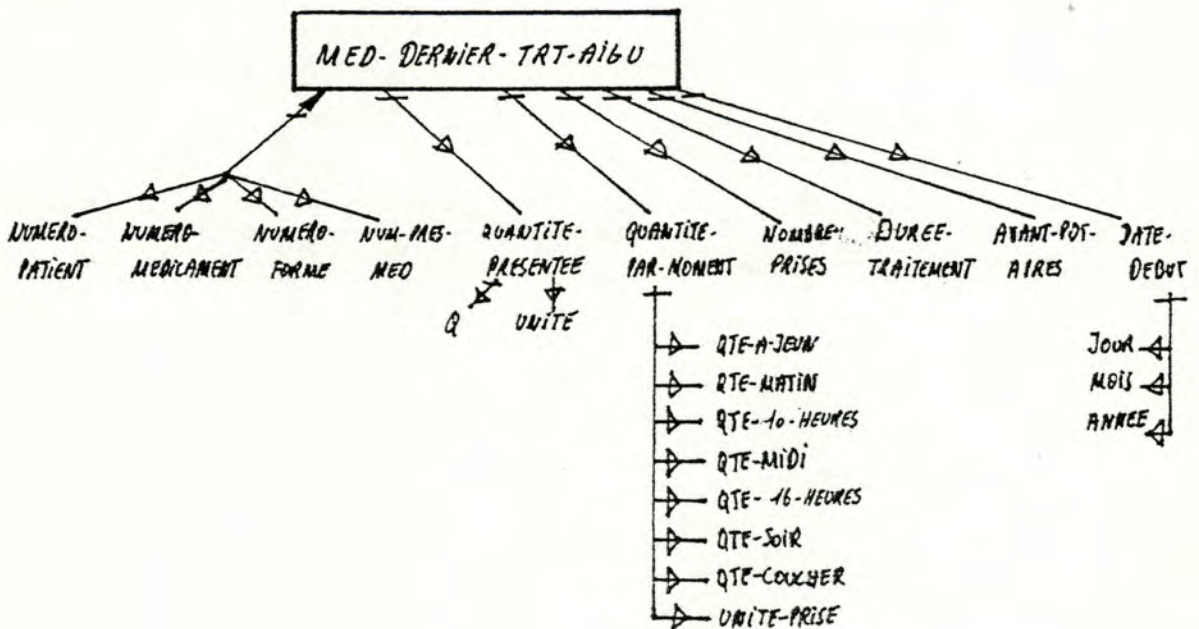 MED-DERNIER-TRT-AIGU
NUMERO-PATIENT
NUMERO-MEDICAMENT
NUMERO-FORME
NUM-PRES-MED
QUANTITE-PRESENTEE
QUANTITE-PAR-MOMENT
NOMBRE-PRISES
DUREE-TRAITEMENT
AVANT-PDT-AIRES
DATE-DEBUT
Q
UNITE
QTE-A-JEUN
QTE-MATIN
QTE-10-HEURES
QTE-MIDI
QTE-16-HEURES
QTE-SOIR
QTE-COUCHER
UNITE-PRISE
JOUR
MOIS
ANNEE